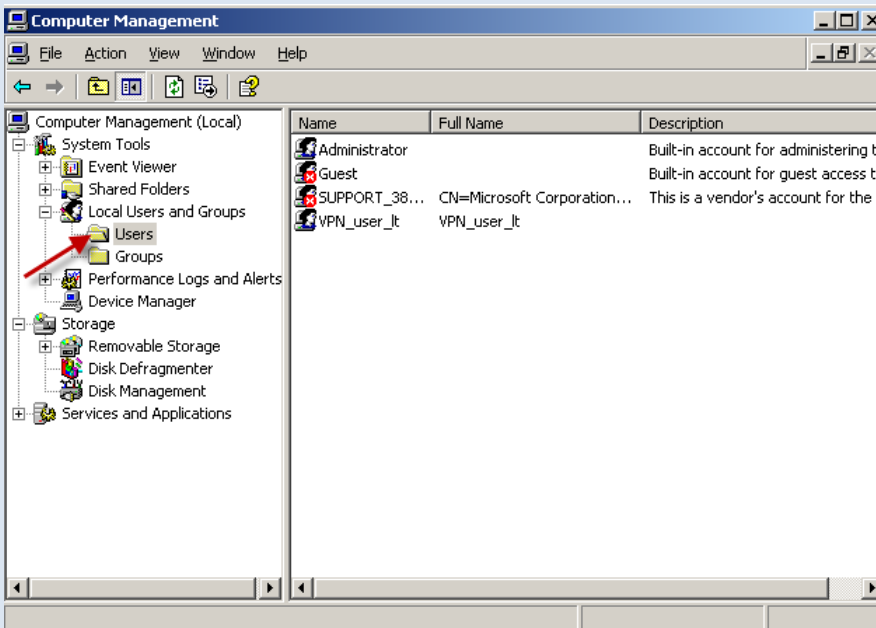 Computer Management
File Action View Window Help
Computer Management (Local)
System Tools
Event Viewer
Shared Folders
Local Users and Groups
Users
Groups
Performance Logs and Alerts
Device Manager
Storage
Removable Storage
Disk Defragmenter
Disk Management
Services and Applications
Name Full Name Description
Administrator Built-in account for administering t
Guest Built-in account for guest access t
SUPPORT_38... CN=Microsoft Corporation... This is a vendor's account for the
VPN_user_lt VPN_user_lt